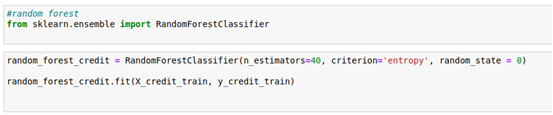 #random forest
from sklearn.ensemble import RandomForestClassifier
random_forest_credit = RandomForestClassifier(n_estimators=40, criterion='entropy', random_state = 0)
random_forest_credit.fit(X_credit_train, y_credit_train)